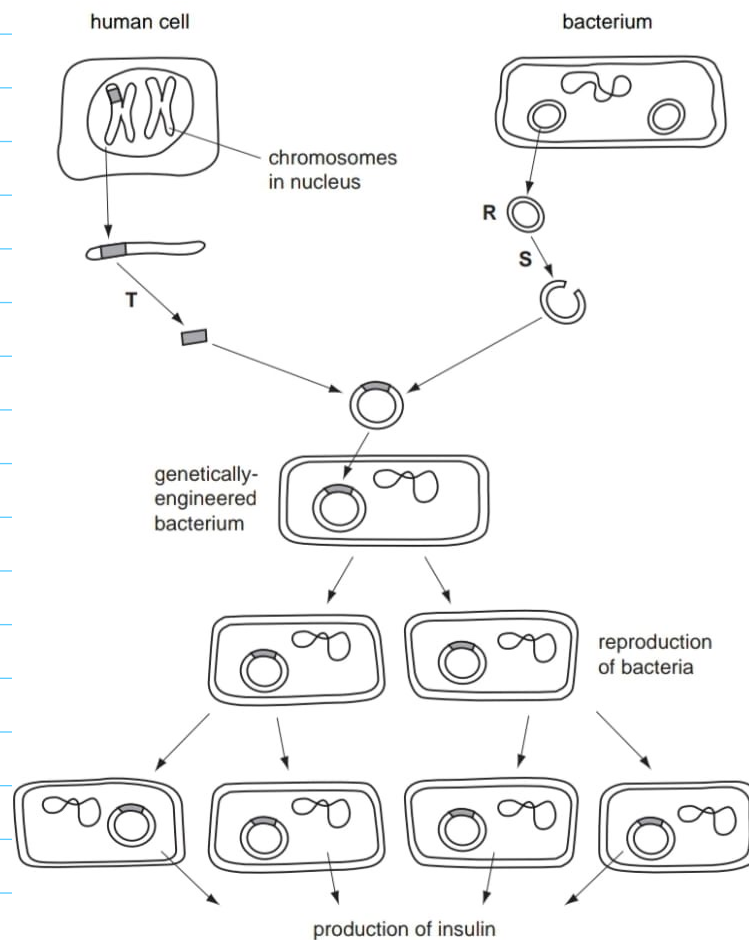 human cell
bacterium
chromosomes
in nucleus
R
S
T
genetically-
engineered
bacterium
reproduction
of bacteria
production of insulin